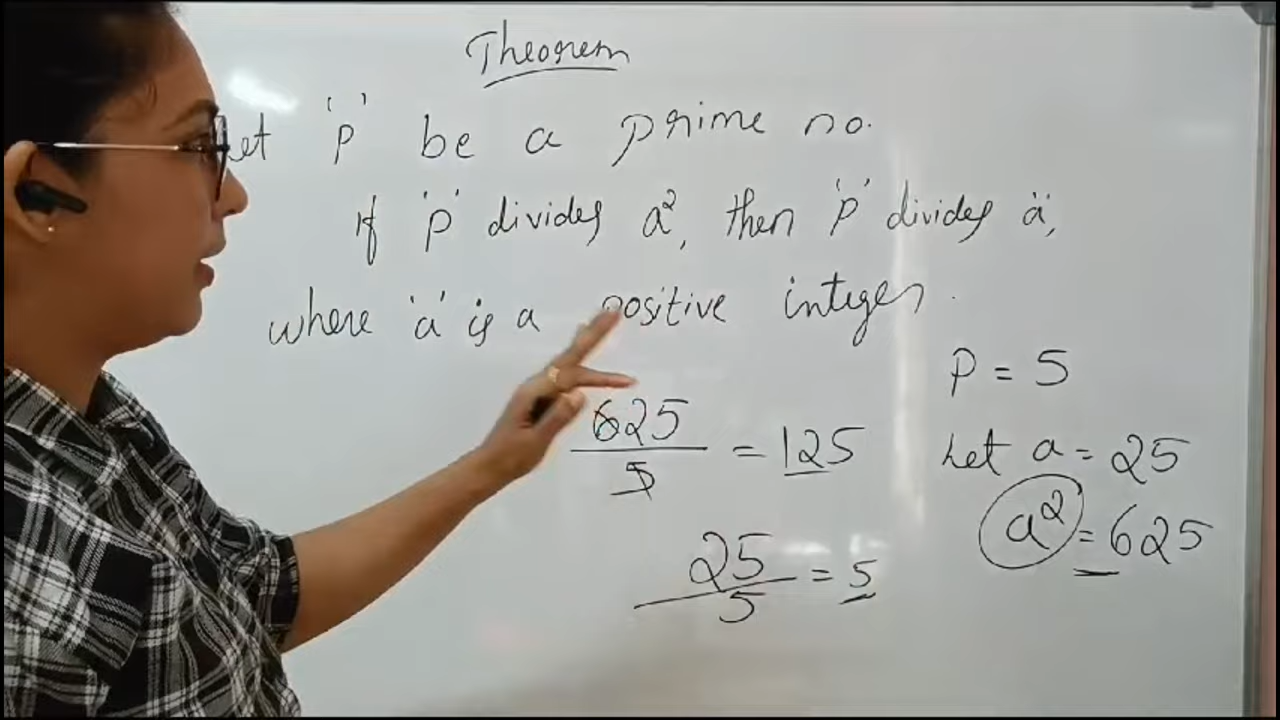 Theorem
Let 'p' be a prime no.
If 'p' divides a², then 'p' divides 'a',
where 'a' is a positive integer.
P = 5
625/5 = 125
Let a = 25
a² = 625
25/5 = 5